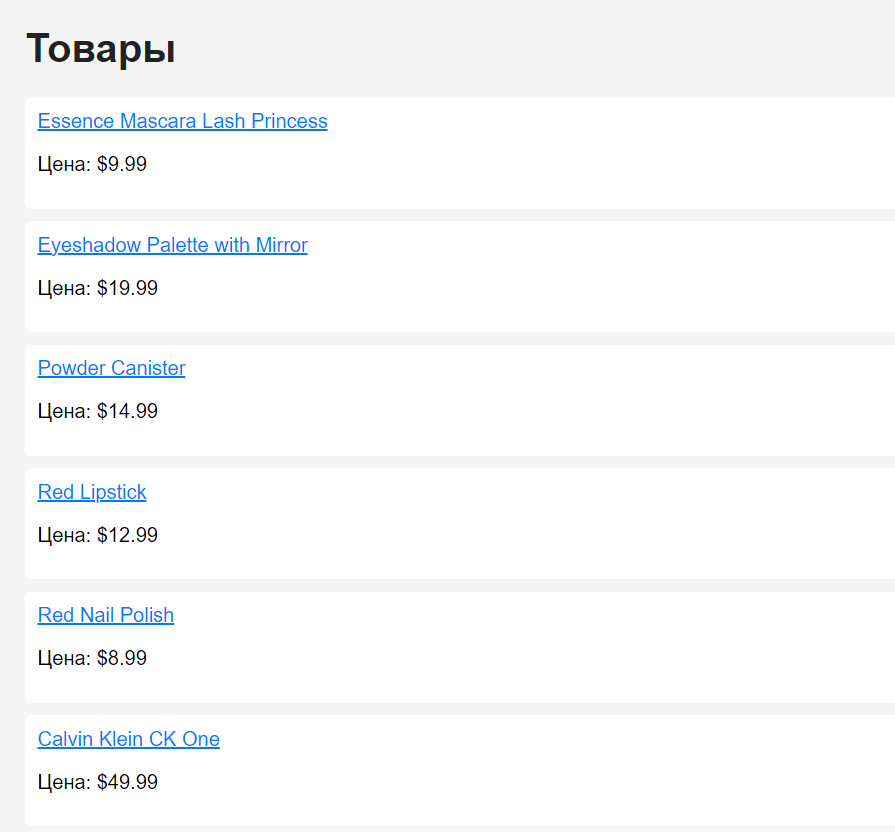 Товары
Essence Mascara Lash Princess
Цена: $9.99
Eyeshadow Palette with Mirror
Цена: $19.99
Powder Canister
Цена: $14.99
Red Lipstick
Цена: $12.99
Red Nail Polish
Цена: $8.99
Calvin Klein CK One
Цена: $49.99